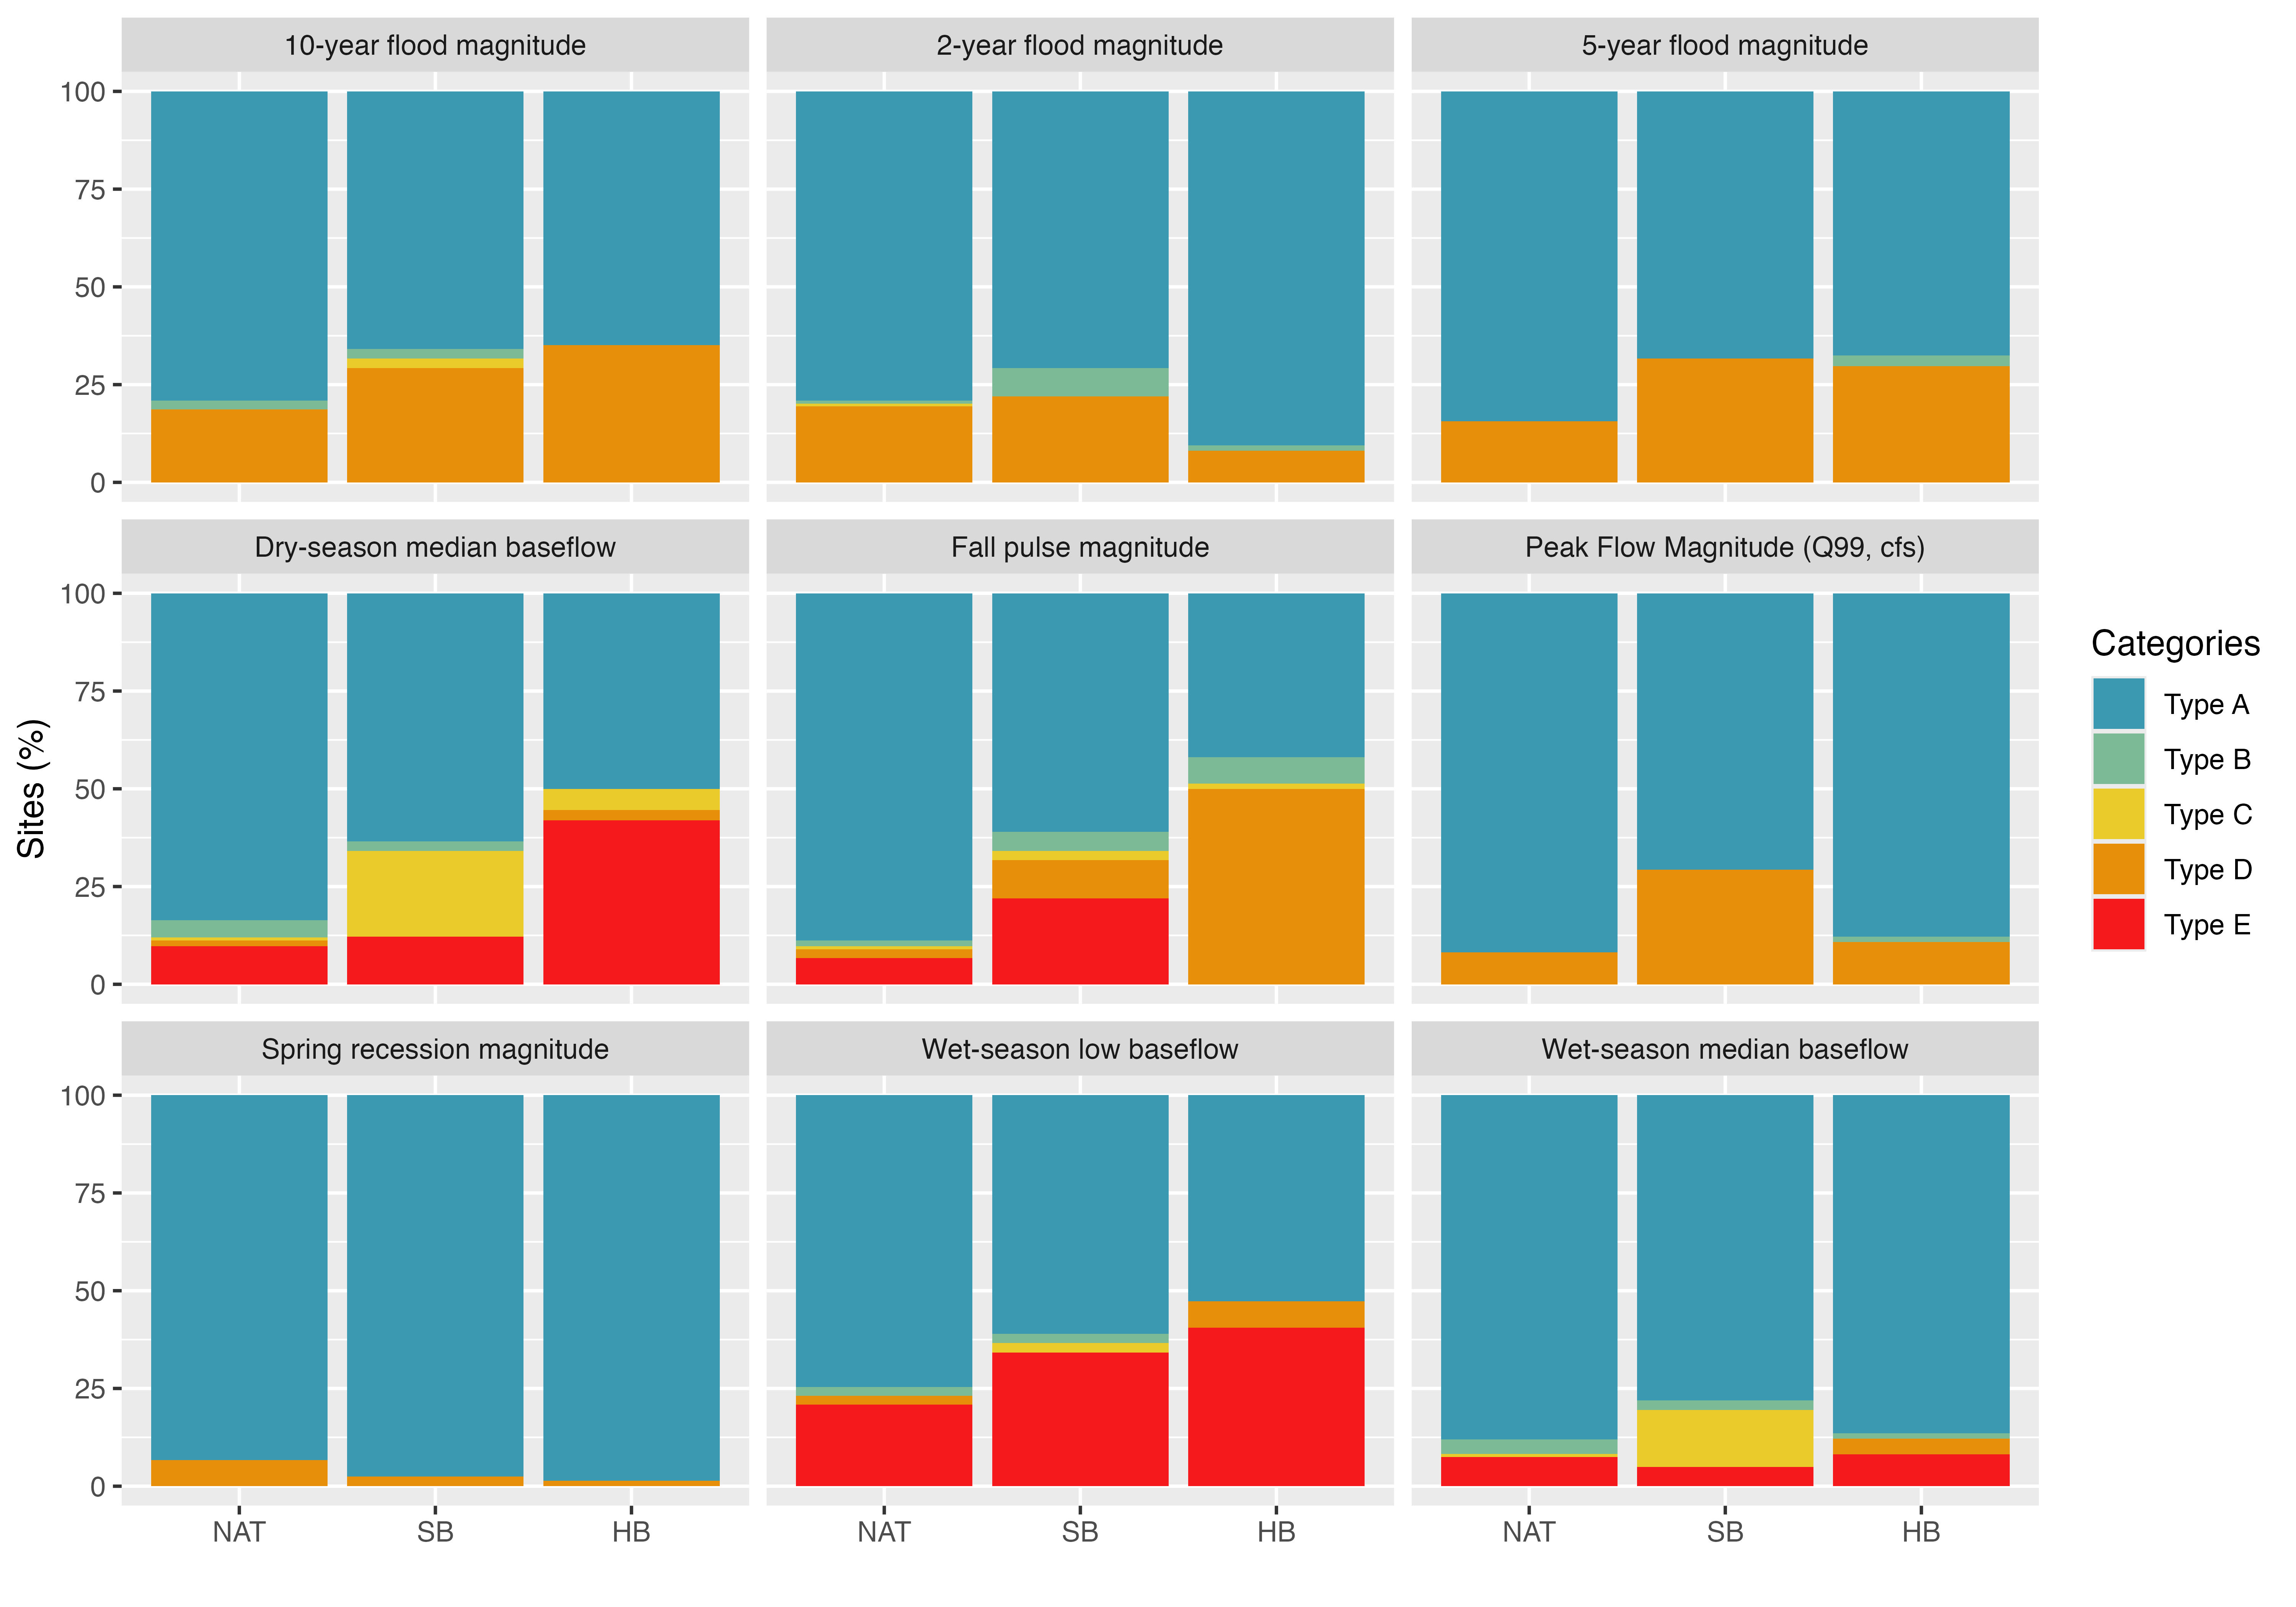 10-year flood magnitude
2-year flood magnitude
5-year flood magnitude
100
75
50
25
0
Dry-season median baseflow
Fall pulse magnitude
Peak Flow Magnitude (Q99, cfs)
100
75
50
25
0
Spring recession magnitude
Wet-season low baseflow
Wet-season median baseflow
100
75
50
25
0
NAT SB HB
NAT SB HB
NAT SB HB
Sites (%)
Categories
Type A
Type B
Type C
Type D
Type E